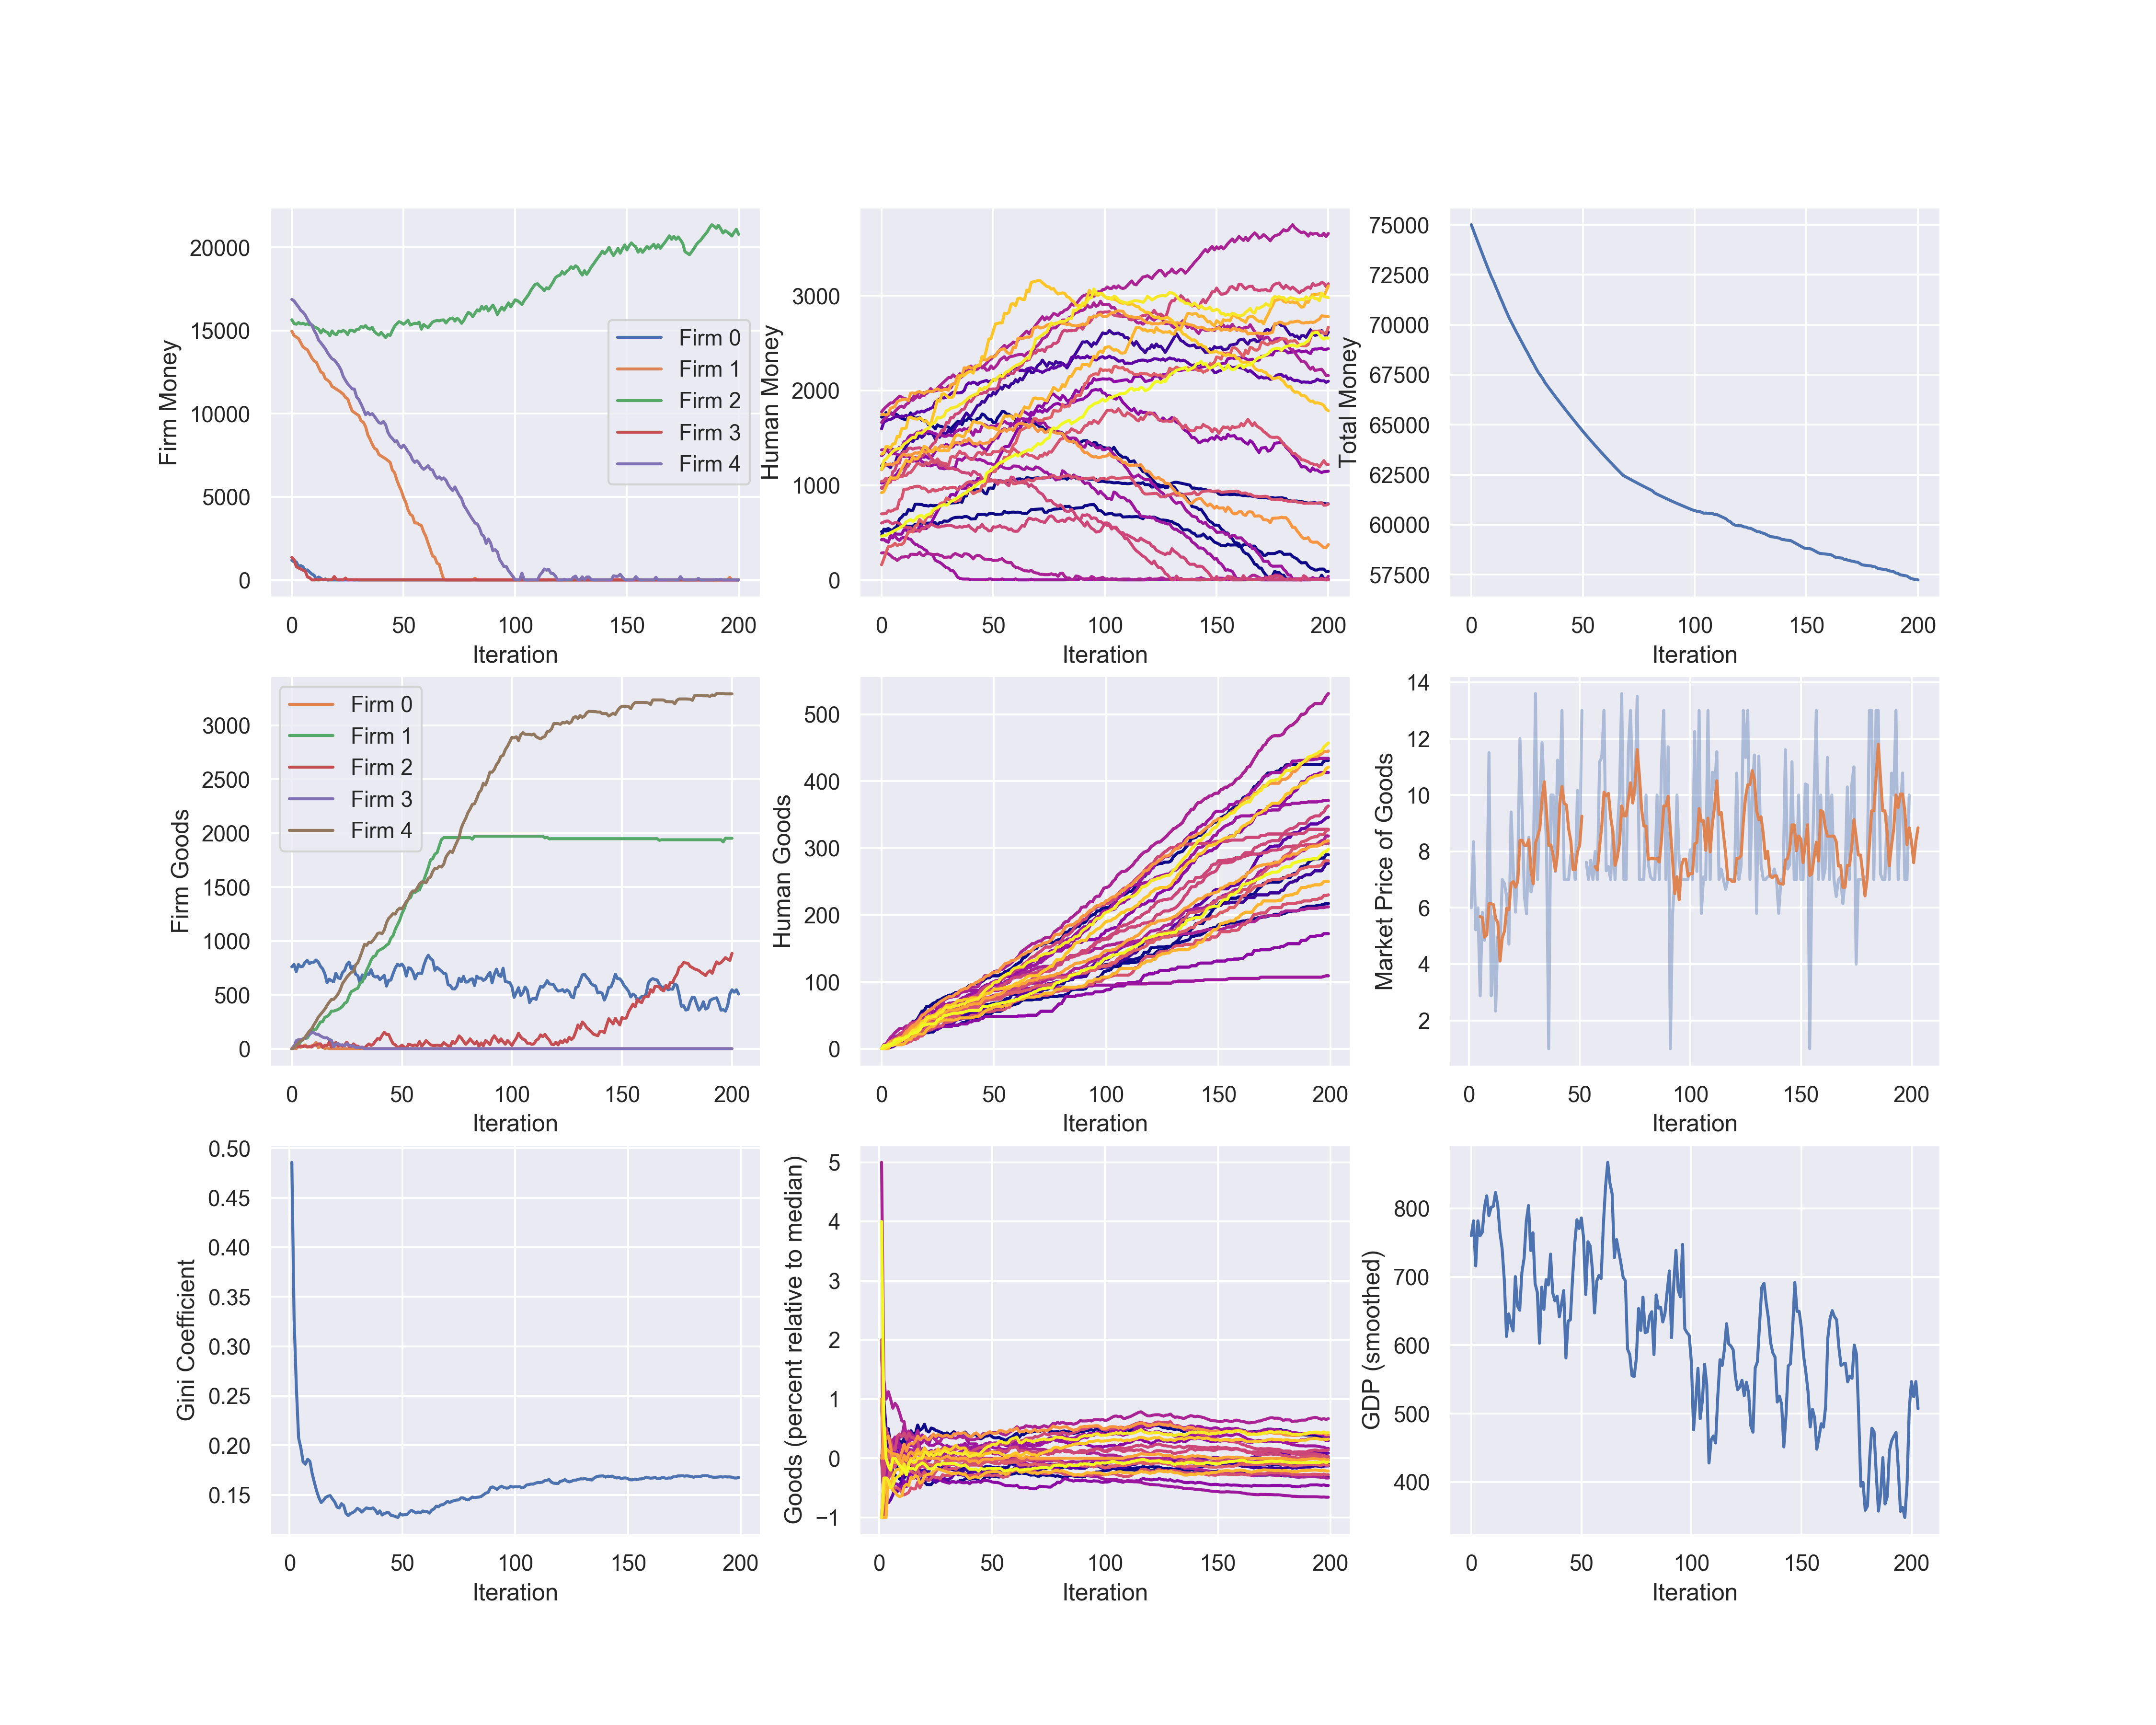 20000
15000
10000
5000
0
Firm Money
Firm 0
Firm 1
Firm 2
Firm 3
Firm 4
0 50 100 150 200
Iteration
3000
2000
1000
0
Human Money
0 50 100 150 200
Iteration
75000
72500
70000
67500
65000
62500
60000
57500
Total Money
0 50 100 150 200
Iteration
3000
2500
2000
1500
1000
500
0
Firm Goods
Firm 0
Firm 1
Firm 2
Firm 3
Firm 4
0 50 100 150 200
Iteration
500
400
300
200
100
0
Human Goods
0 50 100 150 200
Iteration
14
12
10
8
6
4
2
Market Price of Goods
0 50 100 150 200
Iteration
0.50
0.45
0.40
0.35
0.30
0.25
0.20
0.15
Gini Coefficient
0 50 100 150 200
Iteration
5
4
3
2
1
0
−1
Goods (percent relative to median)
0 50 100 150 200
Iteration
800
700
600
500
400
GDP (smoothed)
0 50 100 150 200
Iteration